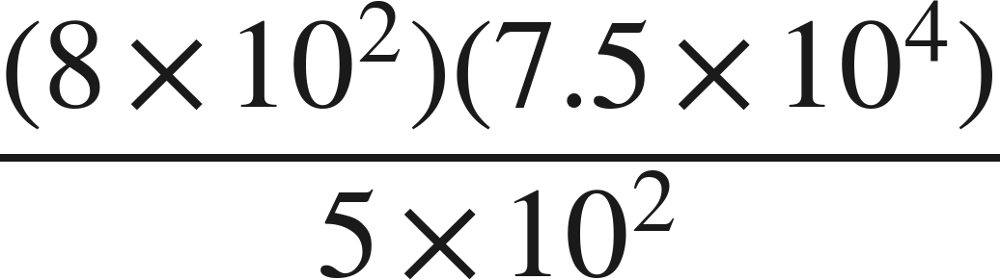 (8 × 10²)(7.5 × 10⁴)
5 × 10²